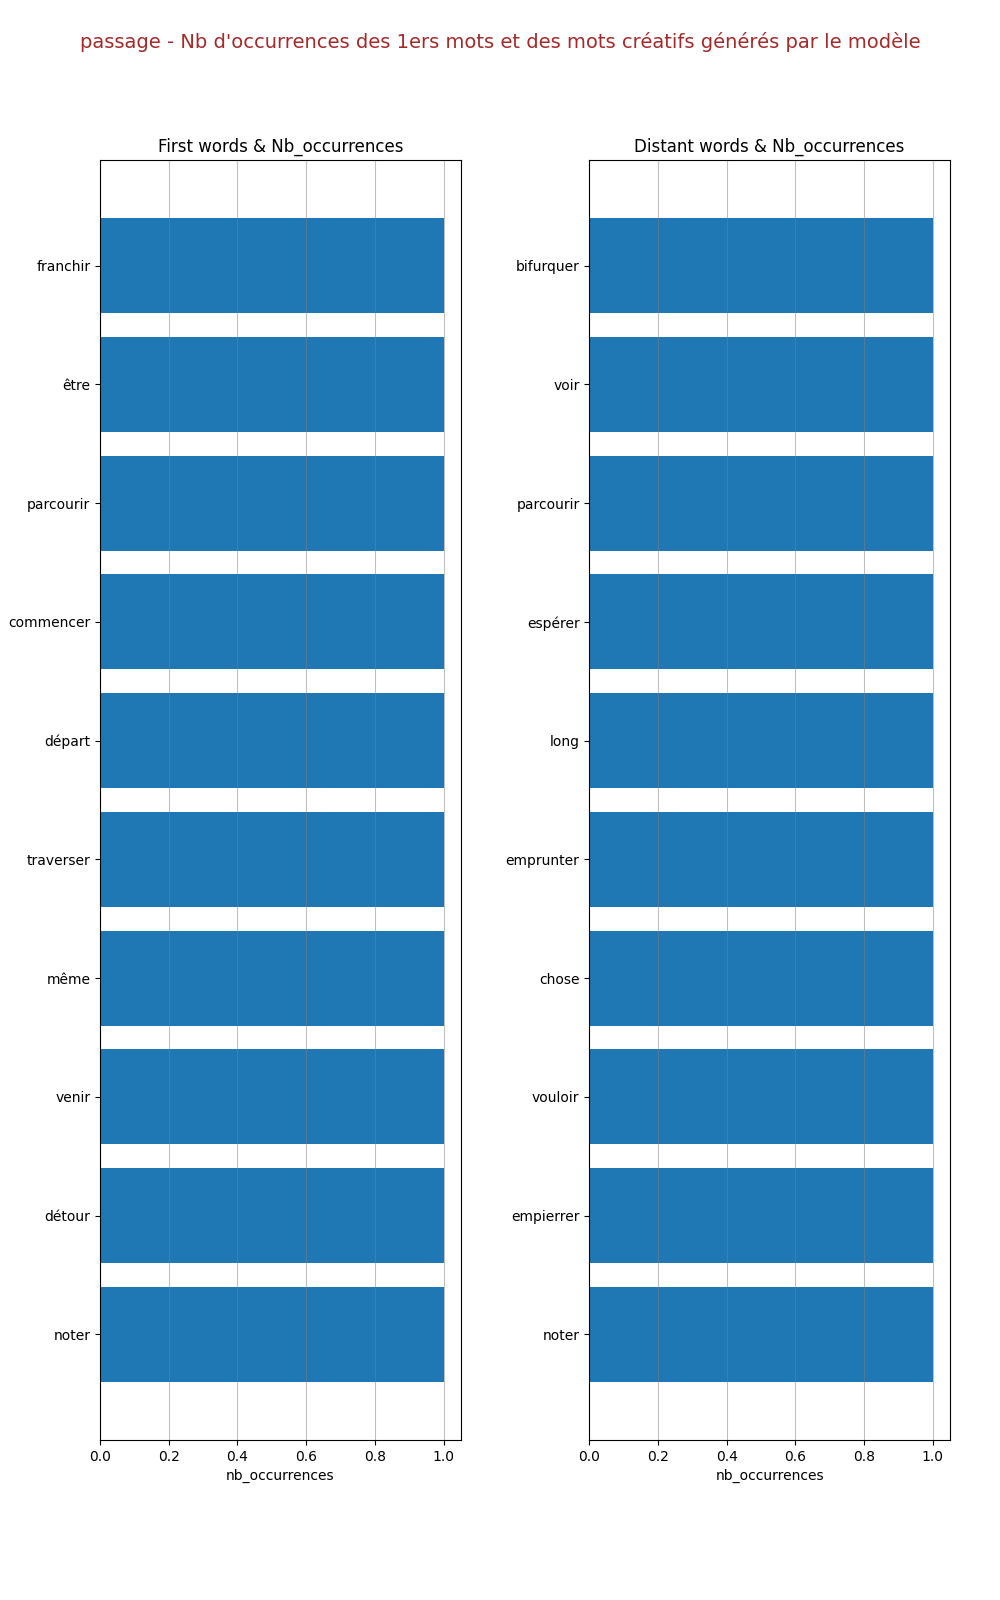 passage - Nb d'occurrences des 1ers mots et des mots créatifs générés par le modèle
First words & Nb_occurrences
franchir
être
parcourir
commencer
départ
traverser
même
venir
détour
noter
0.0 0.2 0.4 0.6 0.8 1.0
nb_occurrences
Distant words & Nb_occurrences
bifurquer
voir
parcourir
espérer
long
emprunter
chose
vouloir
empierrer
noter
0.0 0.2 0.4 0.6 0.8 1.0
nb_occurrences